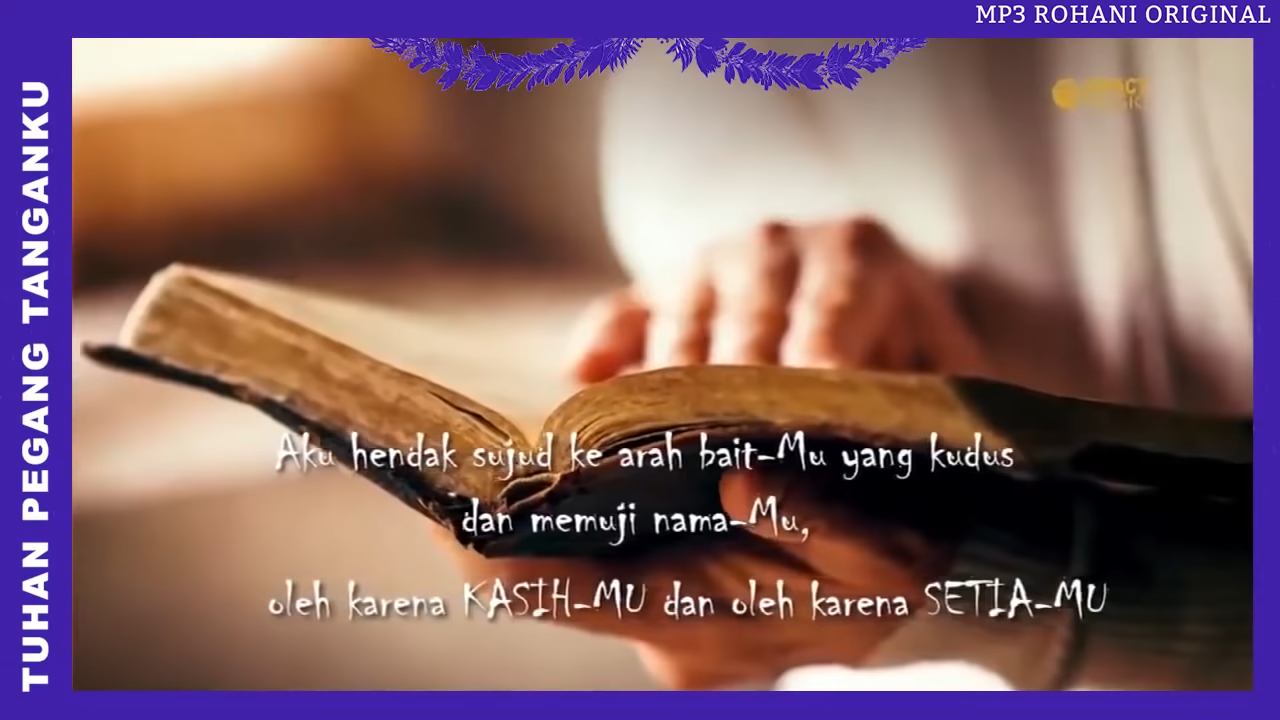 MP3 ROHANI ORIGINAL
TUHAN PEGANG TANGANKU
Aku hendak sujud ke arah bait-Mu yang kudus
dan memuji nama-Mu,
oleh karena KASIH-MU dan oleh karena SETIA-MU